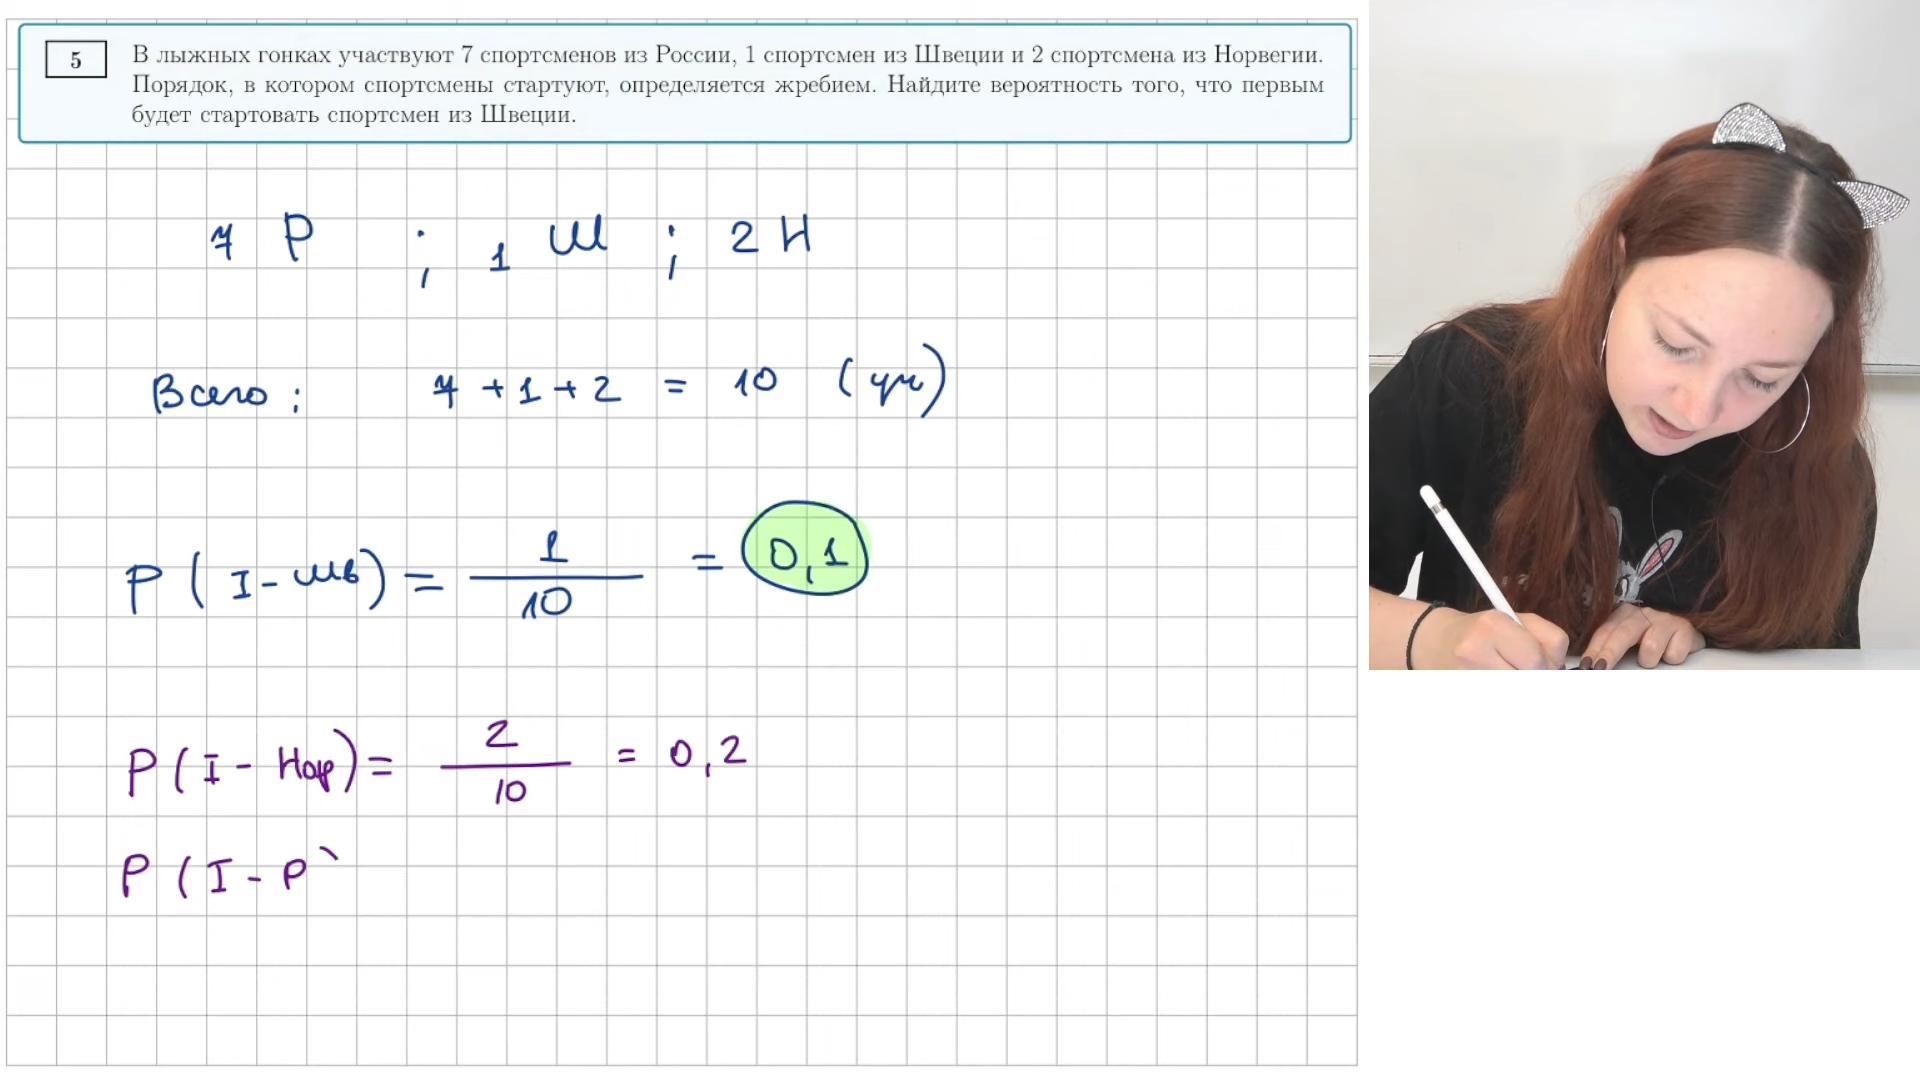 5 В лыжных гонках участвуют 7 спортсменов из России, 1 спортсмен из Швеции и 2 спортсмена из Норвегии.
Порядок, в котором спортсмены стартуют, определяется жребием. Найдите вероятность того, что первым
будет стартовать спортсмен из Швеции.
7 Р ; 1 Ш ; 2 Н
Всего : 7 + 1 + 2 = 10 (уч)
P ( I - шв ) = 1/10 = 0,1
P ( I - Нор ) = 2/10 = 0,2
P ( I - Р )